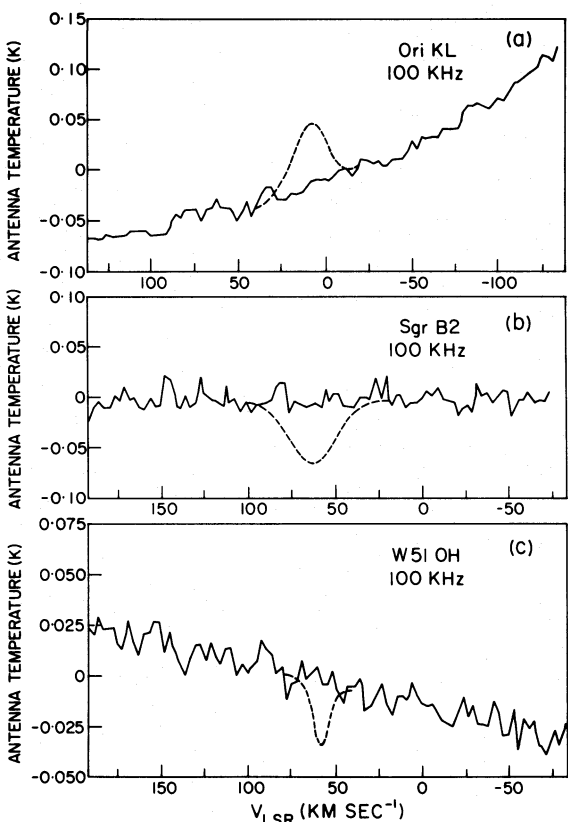 (a)
Ori KL
100 KHz
0·15
0·10
0·05
0
-0·05
-0·10
ANTENNA TEMPERATURE (K)
100 50 0 -50 -100
(b)
Sgr B2
100 KHz
0·10
0·05
0
-0·05
-0·10
ANTENNA TEMPERATURE (K)
150 100 50 0 -50
(c)
W51 OH
100 KHz
0·075
0·050
0·025
0
-0·025
-0·050
ANTENNA TEMPERATURE (K)
150 100 50 0 -50
V_LSR (KM SEC⁻¹)